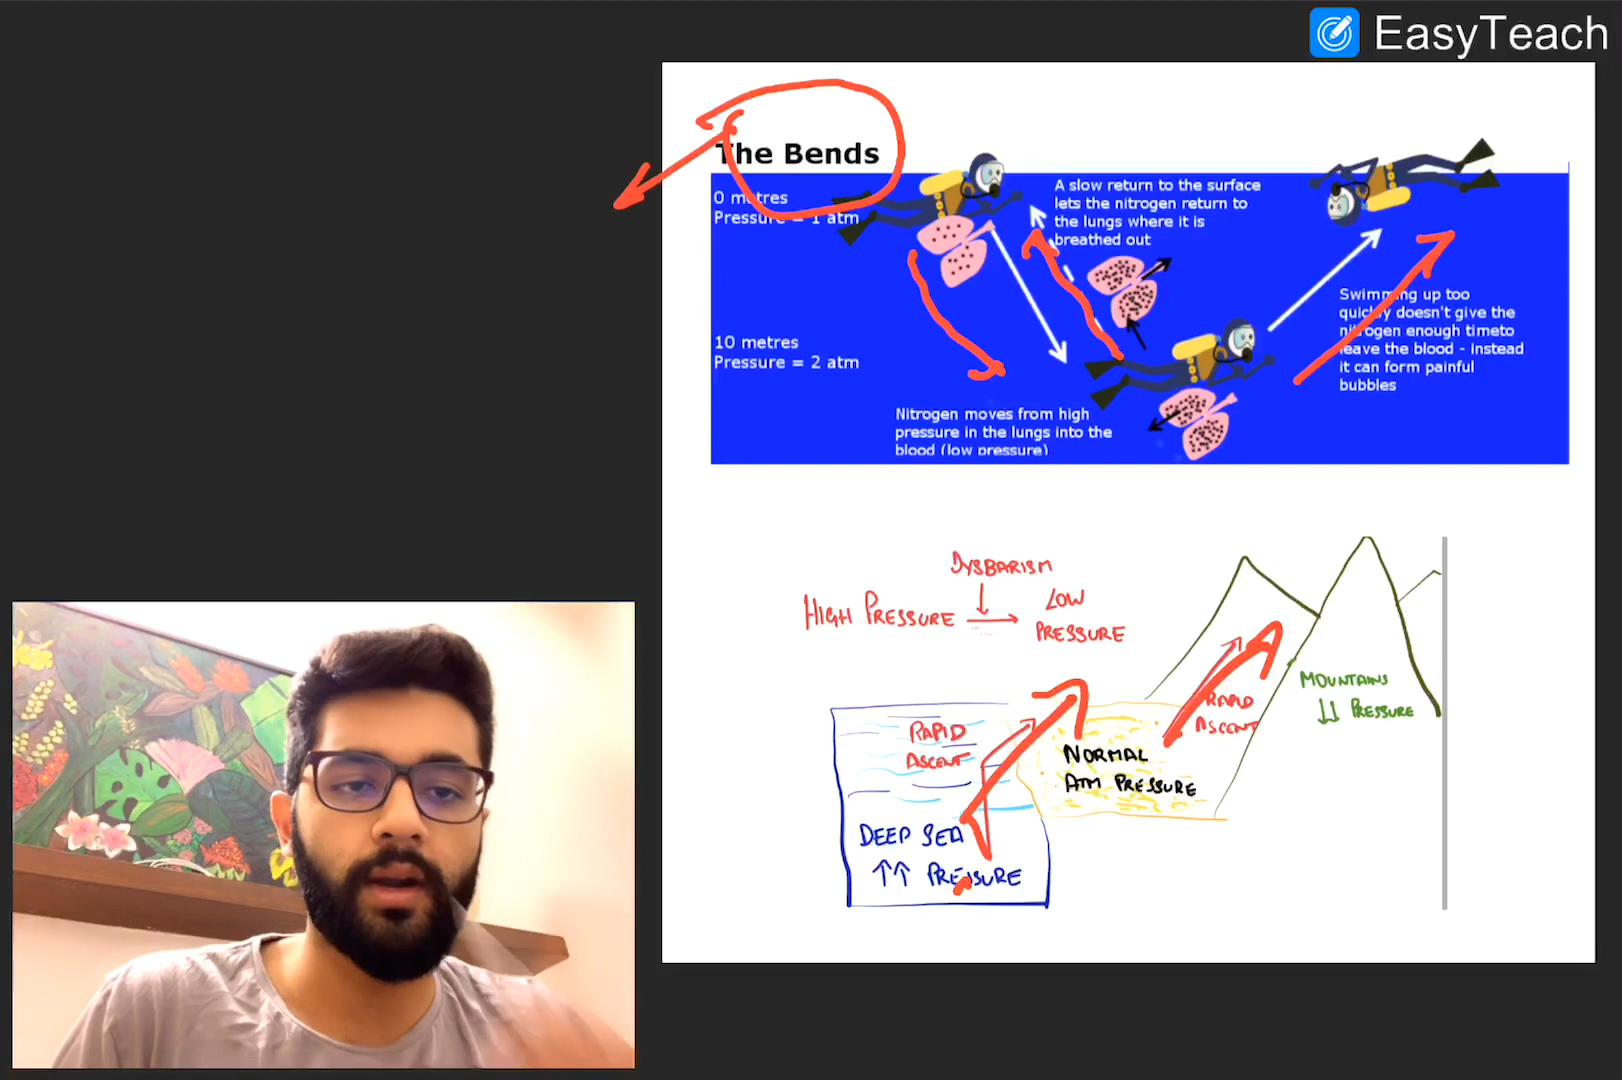 EasyTeach
The Bends
0 metres
Pressure = 1 atm
A slow return to the surface
lets the nitrogen return to
the lungs where it is
breathed out
Swimming up too
quickly doesn't give the
nitrogen enough timeto
leave the blood - instead
it can form painful
bubbles
10 metres
Pressure = 2 atm
Nitrogen moves from high
pressure in the lungs into the
blood (low pressure)
DYSBARISM
HIGH PRESSURE
LOW
PRESSURE
RAPID
ASCENT
DEEP SEA
↑↑ PRESSURE
NORMAL
ATM PRESSURE
RAPID
ASCENT
MOUNTAINS
↓↓ PRESSURE